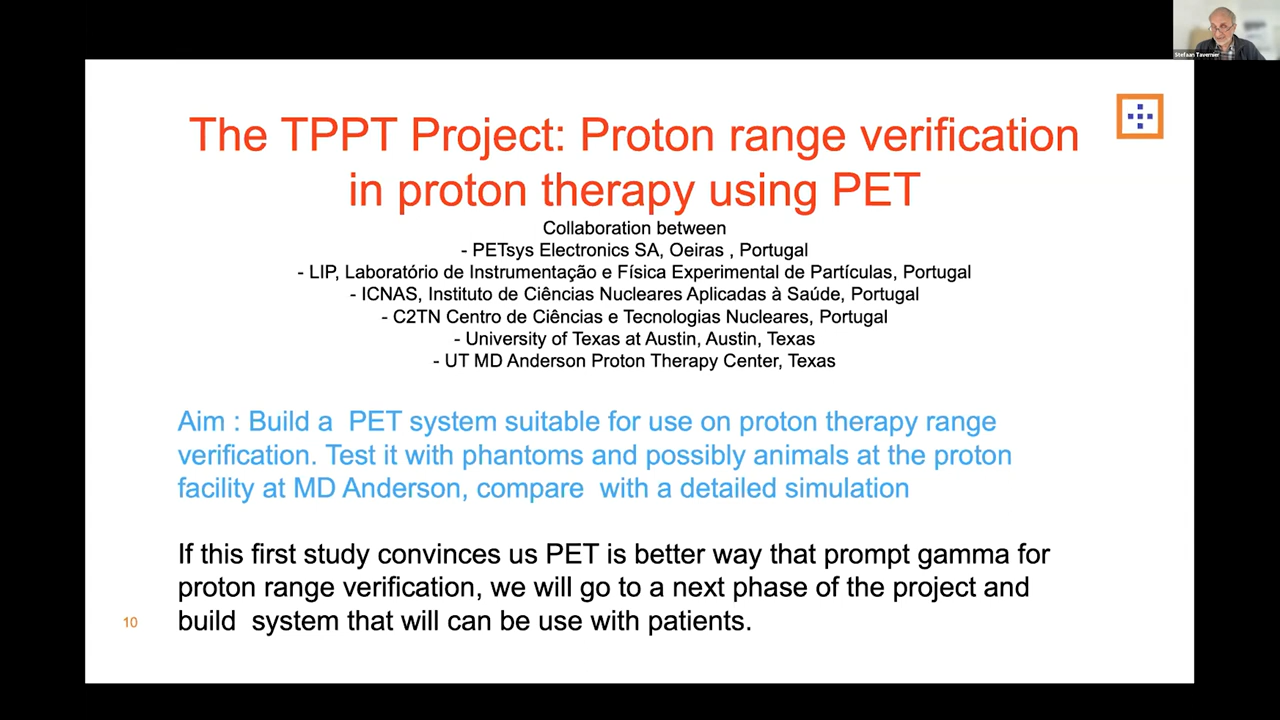 Stefaan Tavernier
The TPPT Project: Proton range verification
in proton therapy using PET
Collaboration between
- PETsys Electronics SA, Oeiras , Portugal
- LIP, Laboratório de Instrumentação e Física Experimental de Partículas, Portugal
- ICNAS, Instituto de Ciências Nucleares Aplicadas à Saúde, Portugal
- C2TN Centro de Ciências e Tecnologias Nucleares, Portugal
- University of Texas at Austin, Austin, Texas
- UT MD Anderson Proton Therapy Center, Texas
Aim : Build a PET system suitable for use on proton therapy range
verification. Test it with phantoms and possibly animals at the proton
facility at MD Anderson, compare with a detailed simulation
If this first study convinces us PET is better way that prompt gamma for
proton range verification, we will go to a next phase of the project and
build system that will can be use with patients.
10